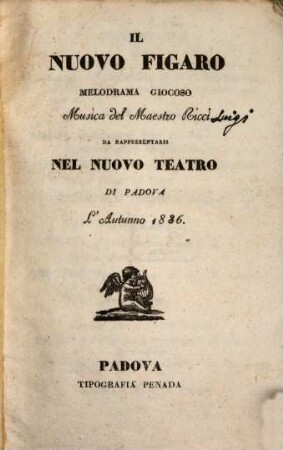 IL
NUOVO FIGARO
MELODRAMA GIOCOSO
Musica del Maestro Ricci Luigi
DA RAPPRESENTARSI
NEL NUOVO TEATRO
DI PADOVA
L'Autunno 1836.
PADOVA
TIPOGRAFIA PENADA